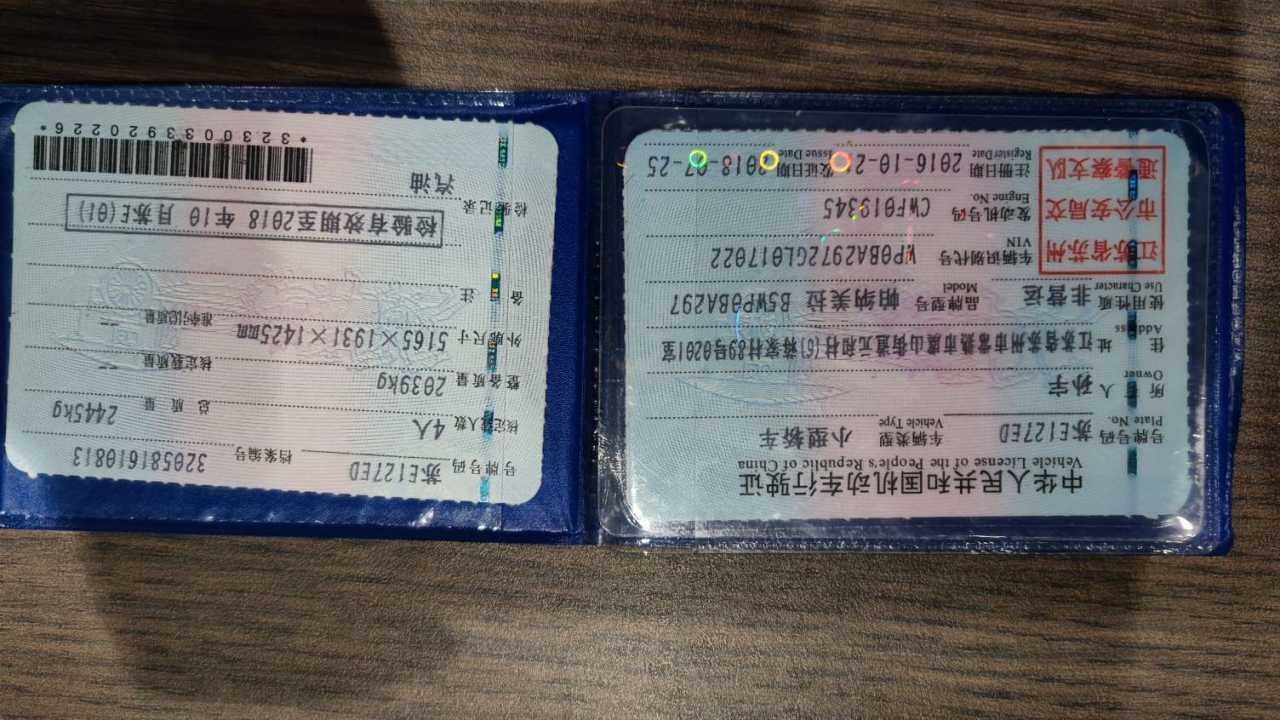 中华人民共和国机动车行驶证
Vehicle License of the People's Republic of China
号牌号码 苏E127ED 车辆类型 小型轿车
Plate No. Vehicle Type
所有人 孙宇
Owner
住址 江苏省苏州市常熟市虞山街道元和村(6)蒋家村89号0201室
Address
使用性质 非营运 品牌型号 帕纳美拉 BSWP0BA297
Use Character Model
车辆识别代号 WP0BA2972GL017022
VIN
发动机号码 CWF019345
Engine No.
注册日期 2016-10-21 发证日期 2018-07-25
Register Date Issue Date
江苏省苏州
市公安局交
通警察支队
号牌号码 苏E127ED 档案编号 320581610813
核定载人数 4人 总质量 2445kg
整备质量 2039kg 核定载质量 --
外廓尺寸 5165×1931×1425mm 准牵引总质量 --
备注
检验记录 检验有效期至2018年10月苏E(01)
汽油
*3230033920226*